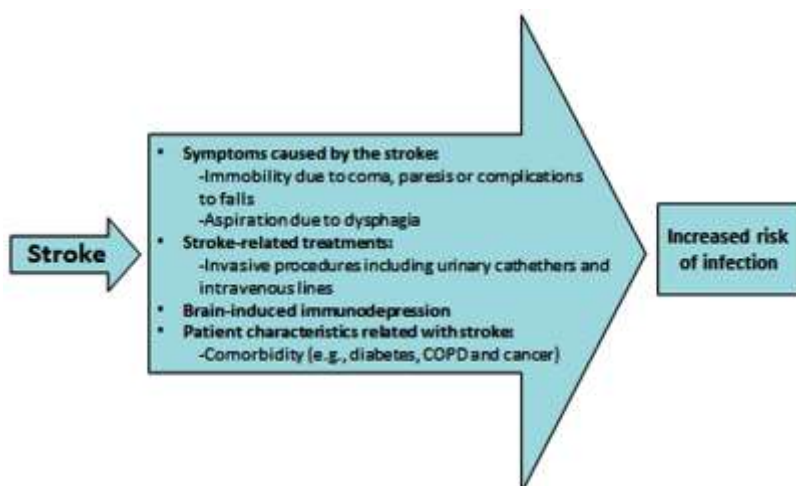 Stroke
• Symptoms caused by the stroke:
-Immobility due to coma, paresis or complications
to falls
-Aspiration due to dysphagia
• Stroke-related treatments:
-Invasive procedures including urinary cathethers and
intravenous lines
• Brain-induced immunodepression
• Patient characteristics related with stroke:
-Comorbidity (e.g., diabetes, COPD and cancer)
Increased risk
of infection